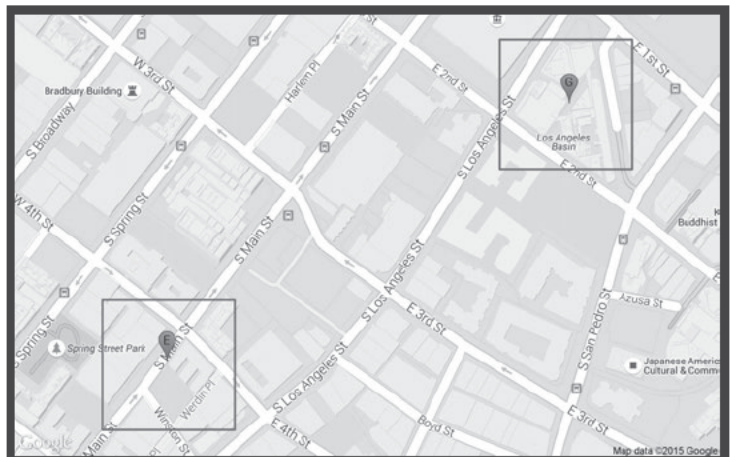 W 3rd St
Harlem Pl
S Main St
E 2nd St
G
E 1st St
Bradbury Building
S Broadway
S Los Angeles St
Los Angeles
Basin
E 2nd St
W 4th St
S Spring St
S Main St
Buddhist
S Los Angeles St
Azusa St
E 3rd St
S San Pedro St
S Spring St
Spring Street Park
E
S Main St
Werdin Pl
S Los Angeles St
Japanese Americ
Cultural & Comm
Winston St
S Main St
E 4th St
Boyd St
E 3rd St
Google
Map data ©2015 Google